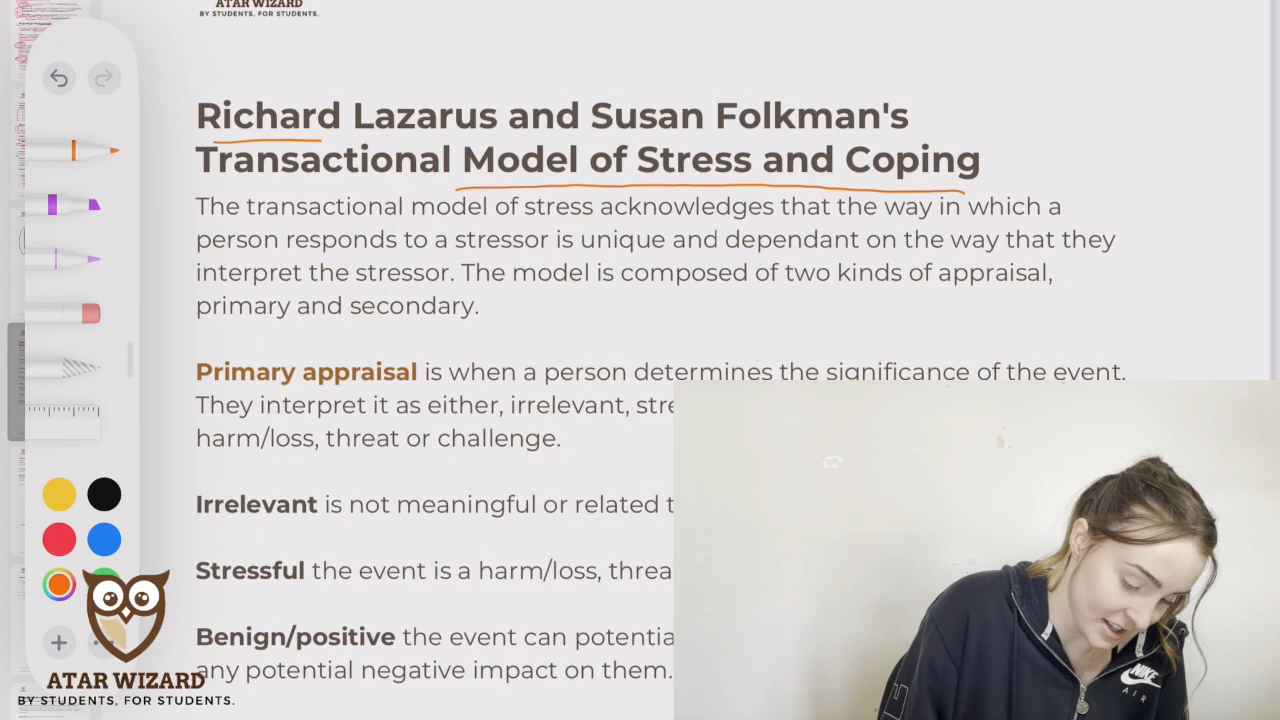 ATAR WIZARD
BY STUDENTS, FOR STUDENTS.
Richard Lazarus and Susan Folkman's
Transactional Model of Stress and Coping
The transactional model of stress acknowledges that the way in which a
person responds to a stressor is unique and dependant on the way that they
interpret the stressor. The model is composed of two kinds of appraisal,
primary and secondary.
Primary appraisal is when a person determines the significance of the event.
They interpret it as either, irrelevant,
harm/loss, threat or challenge.
Irrelevant is not meaningful or related
Stressful the event is a harm/loss,
Benign/positive the event can
any potential negative impact on them.
ATAR WIZARD
BY STUDENTS, FOR STUDENTS.
NIKE
AIR